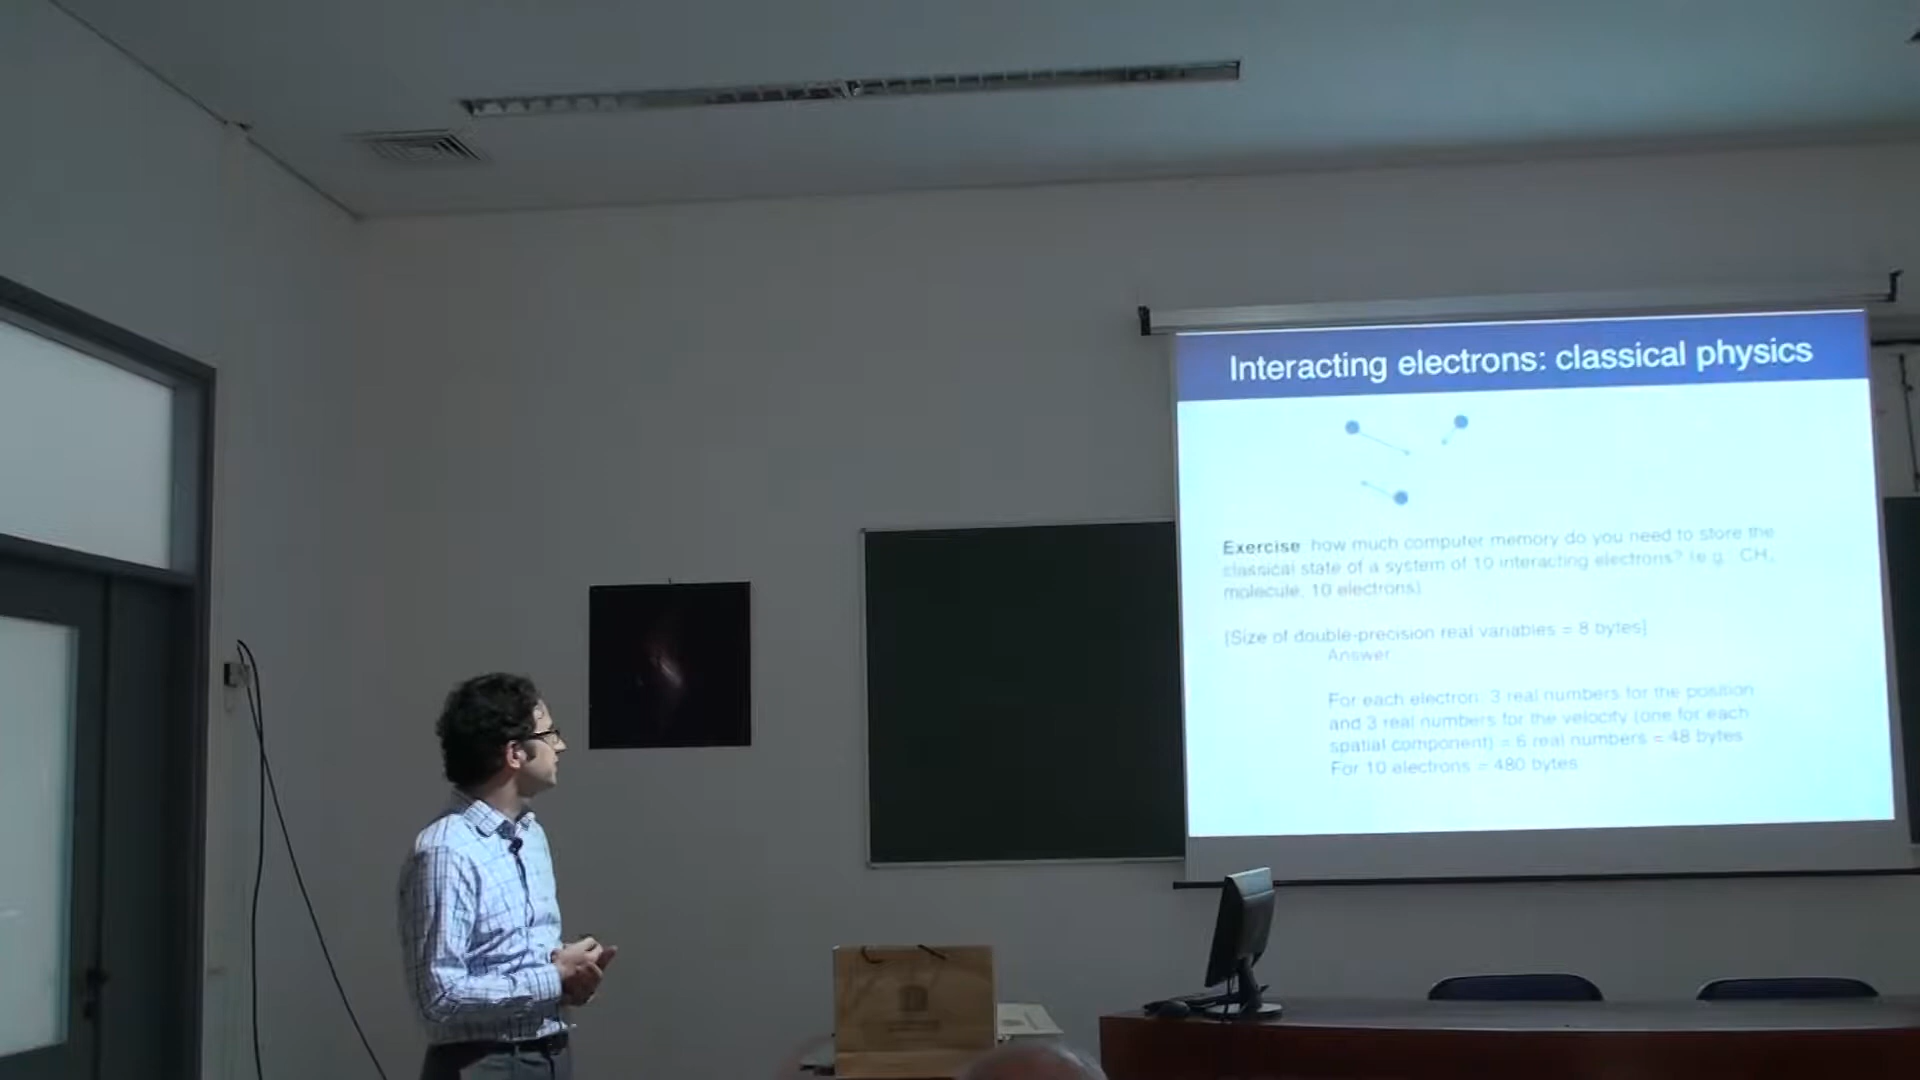 Interacting electrons: classical physics
Exercise: how much computer memory do you need to store the
classical state of a system of 10 interacting electrons? (e.g. CH₄
molecule, 10 electrons)
[Size of double-precision real variables = 8 bytes]
Answer
For each electron: 3 real numbers for the position
and 3 real numbers for the velocity (one for each
spatial component) = 6 real numbers = 48 bytes
For 10 electrons = 480 bytes